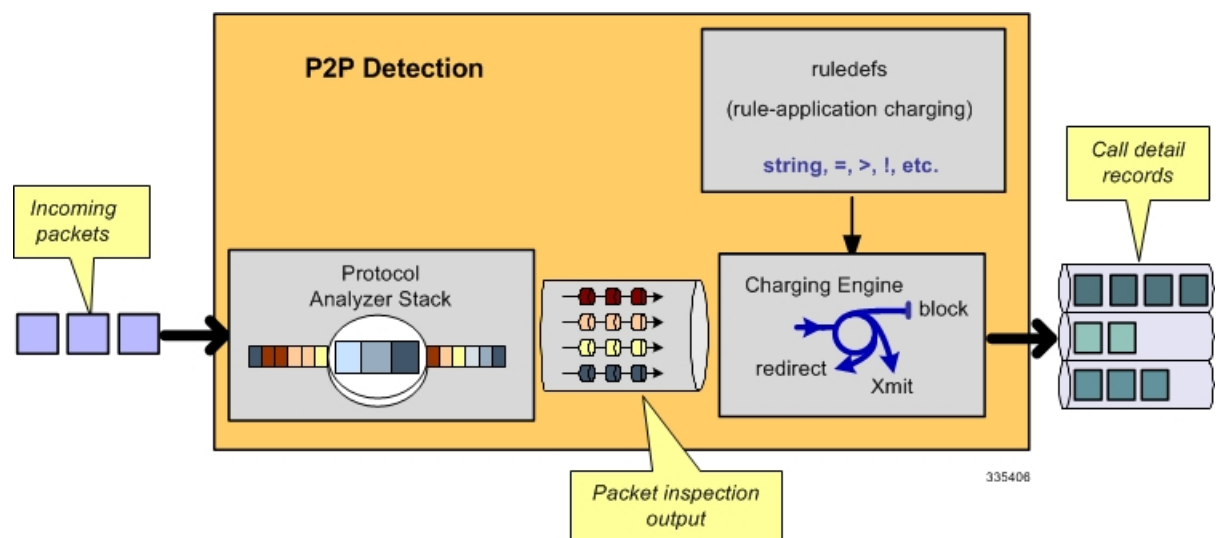 P2P Detection
ruledefs
(rule-application charging)
string, =, >, !, etc.
Call detail
records
Incoming
packets
Protocol
Analyzer Stack
Charging Engine
block
redirect
Xmit
Packet inspection
output
335406